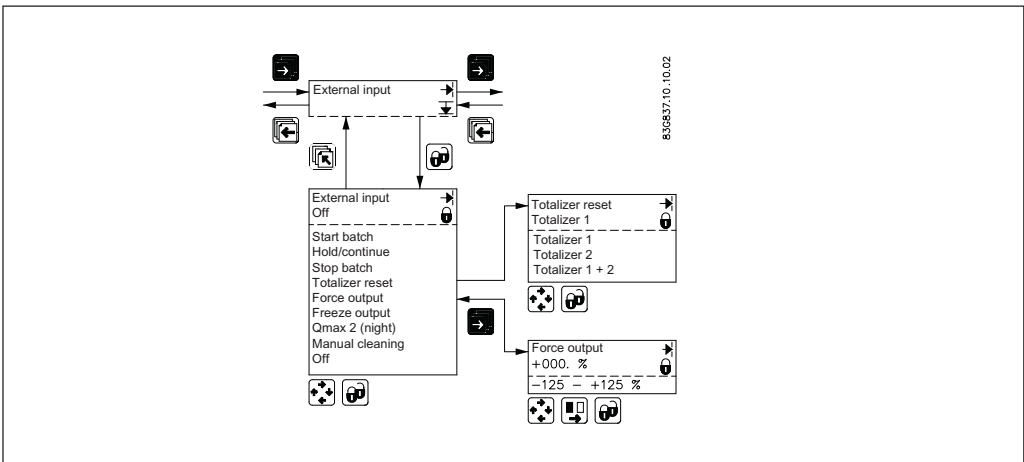 External input
83G837.10.10.02
External input
Off
Start batch
Hold/continue
Stop batch
Totalizer reset
Force output
Freeze output
Qmax 2 (night)
Manual cleaning
Off
Totalizer reset
Totalizer 1
Totalizer 1
Totalizer 2
Totalizer 1 + 2
Force output
+000. %
−125 − +125 %